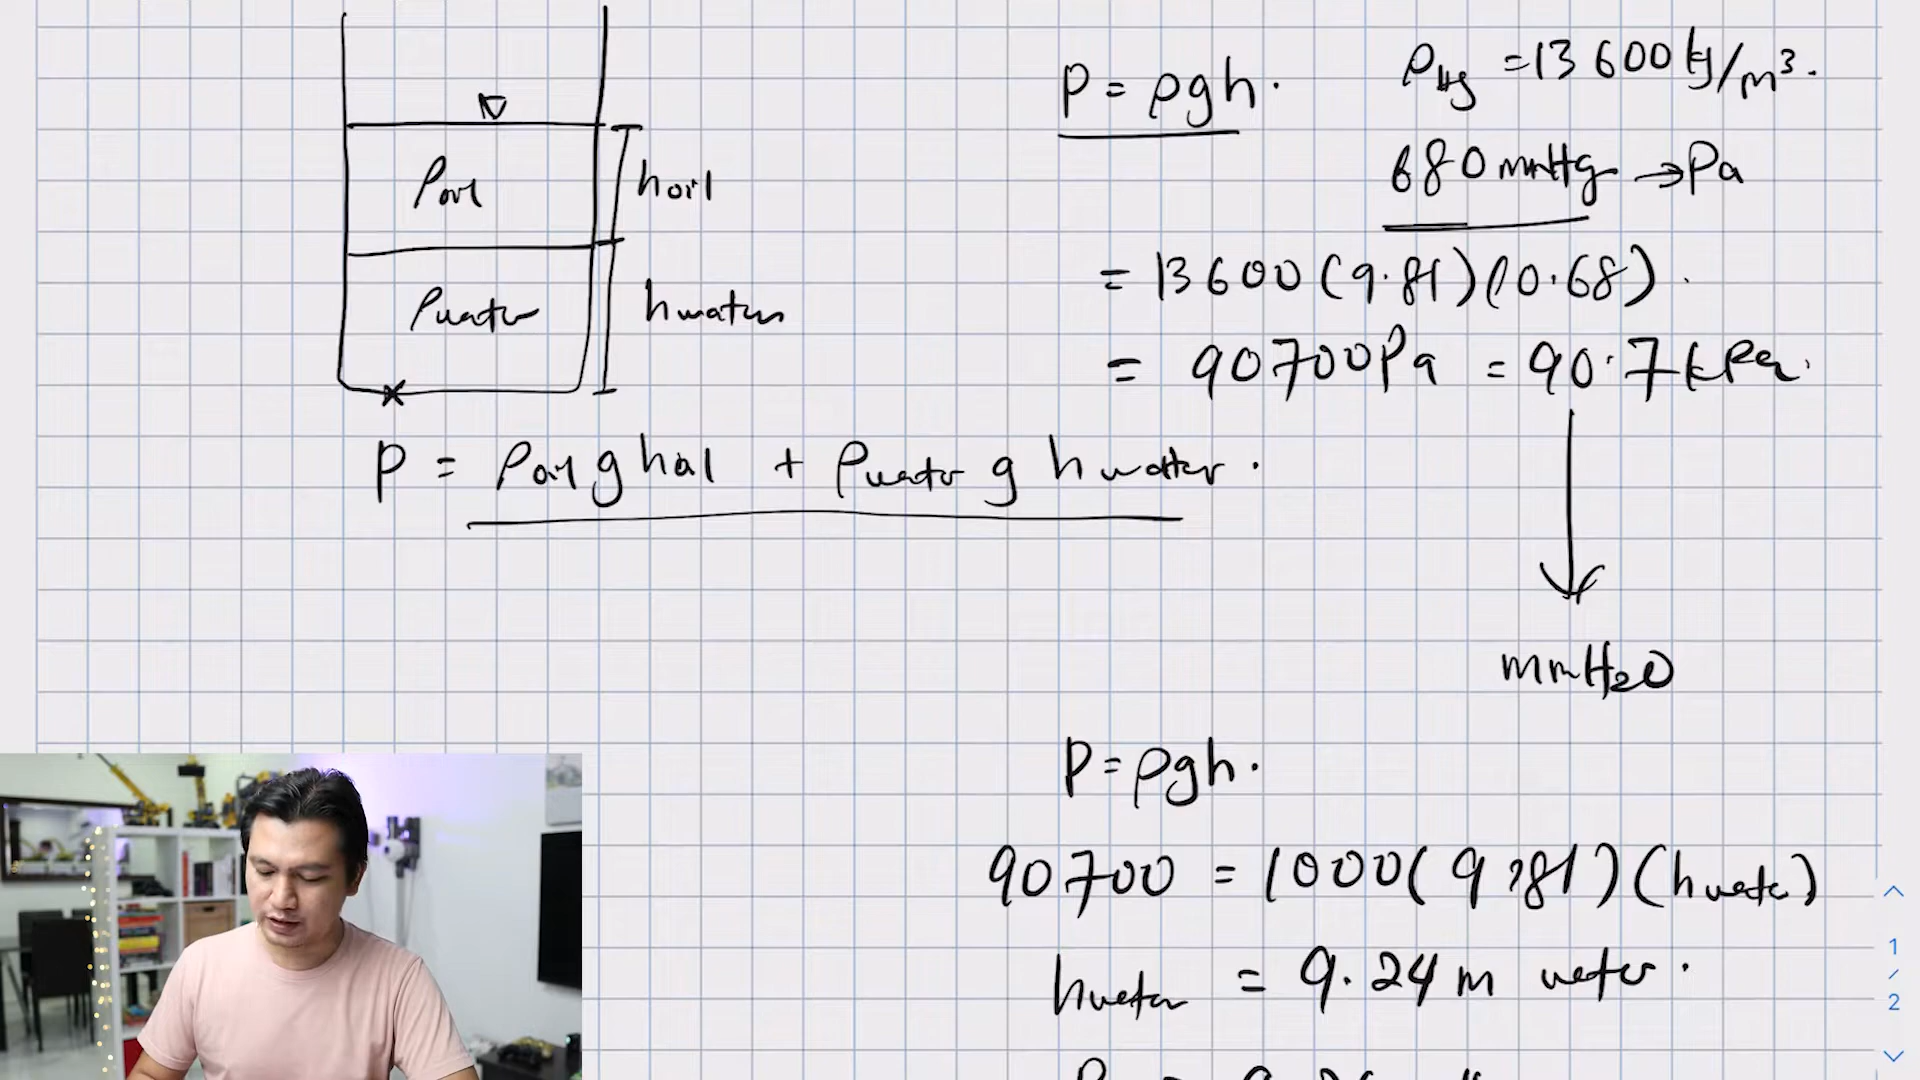 P = ρgh.
ρHg = 13 600 kg/m³.
680 mmHg → Pa
ρoil
hoil
= 13600 (9.81)(0.68).
ρwater
hwater
= 90700 Pa = 90.7 kPa.
P = ρoil g hoil + ρwater g hwater.
mmH₂O
P = ρgh.
90700 = 1000 (9.81)(hwater)
hwater = 9.24 m water.
1
/
2